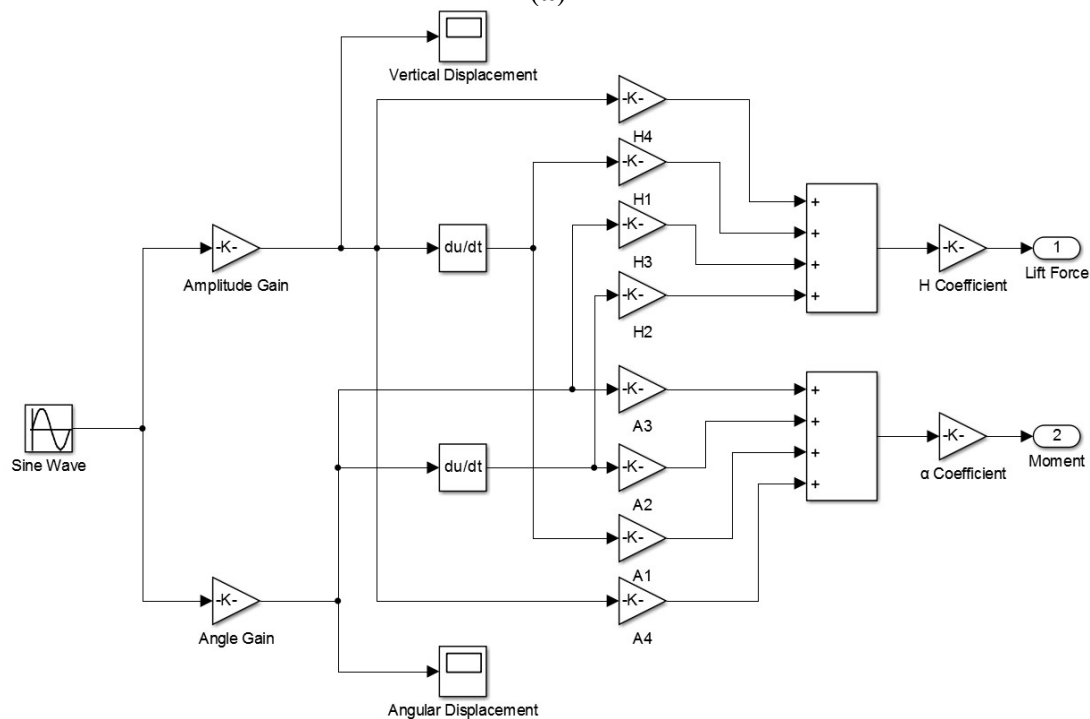 Vertical Displacement
-K-
H4
-K-
H1
-K-
Amplitude Gain
du/dt
-K-
H3
-K-
H2
+
+
+
+
-K-
H Coefficient
1
Lift Force
Sine Wave
-K-
A3
du/dt
-K-
A2
-K-
A1
-K-
A4
+
+
+
+
-K-
α Coefficient
2
Moment
-K-
Angle Gain
Angular Displacement